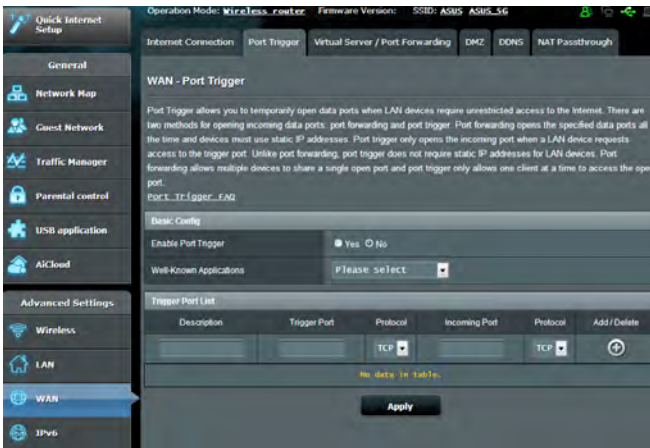 Operation Mode: Wireless router Firmware Version: SSID: ASUS ASUS_5G
Quick Internet
Setup
Internet Connection Port Trigger Virtual Server / Port Forwarding DMZ DDNS NAT Passthrough
General
Network Map
Guest Network
Traffic Manager
Parental control
USB application
AiCloud
Advanced Settings
Wireless
LAN
WAN
IPv6
WAN - Port Trigger
Port Trigger allows you to temporarily open data ports when LAN devices require unrestricted access to the Internet. There are
two methods for opening incoming data ports: port forwarding and port trigger. Port forwarding opens the specified data ports all
the time and devices must use static IP addresses. Port trigger only opens the incoming port when a LAN device requests
access to the trigger port. Unlike port forwarding, port trigger does not require static IP addresses for LAN devices. Port
forwarding allows multiple devices to share a single open port and port trigger only allows one client at a time to access the ope
port.
Port Trigger FAQ
Basic Config
Enable Port Trigger Yes No
Well-Known Applications Please select
Trigger Port List
Description Trigger Port Protocol Incoming Port Protocol Add / Delete
TCP TCP
No data in table.
Apply